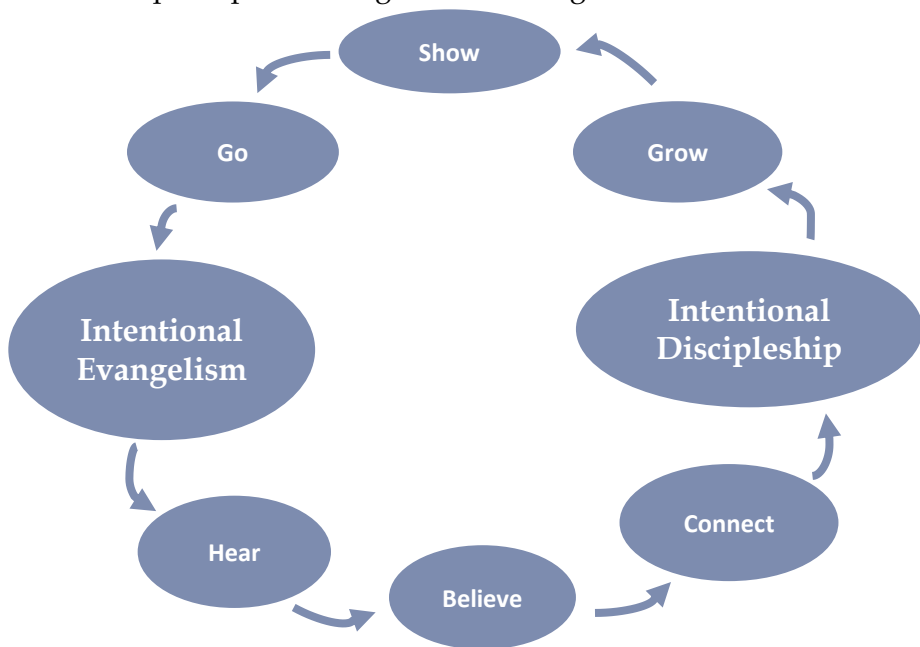 Show
Go
Grow
Intentional
Evangelism
Intentional
Discipleship
Hear
Believe
Connect